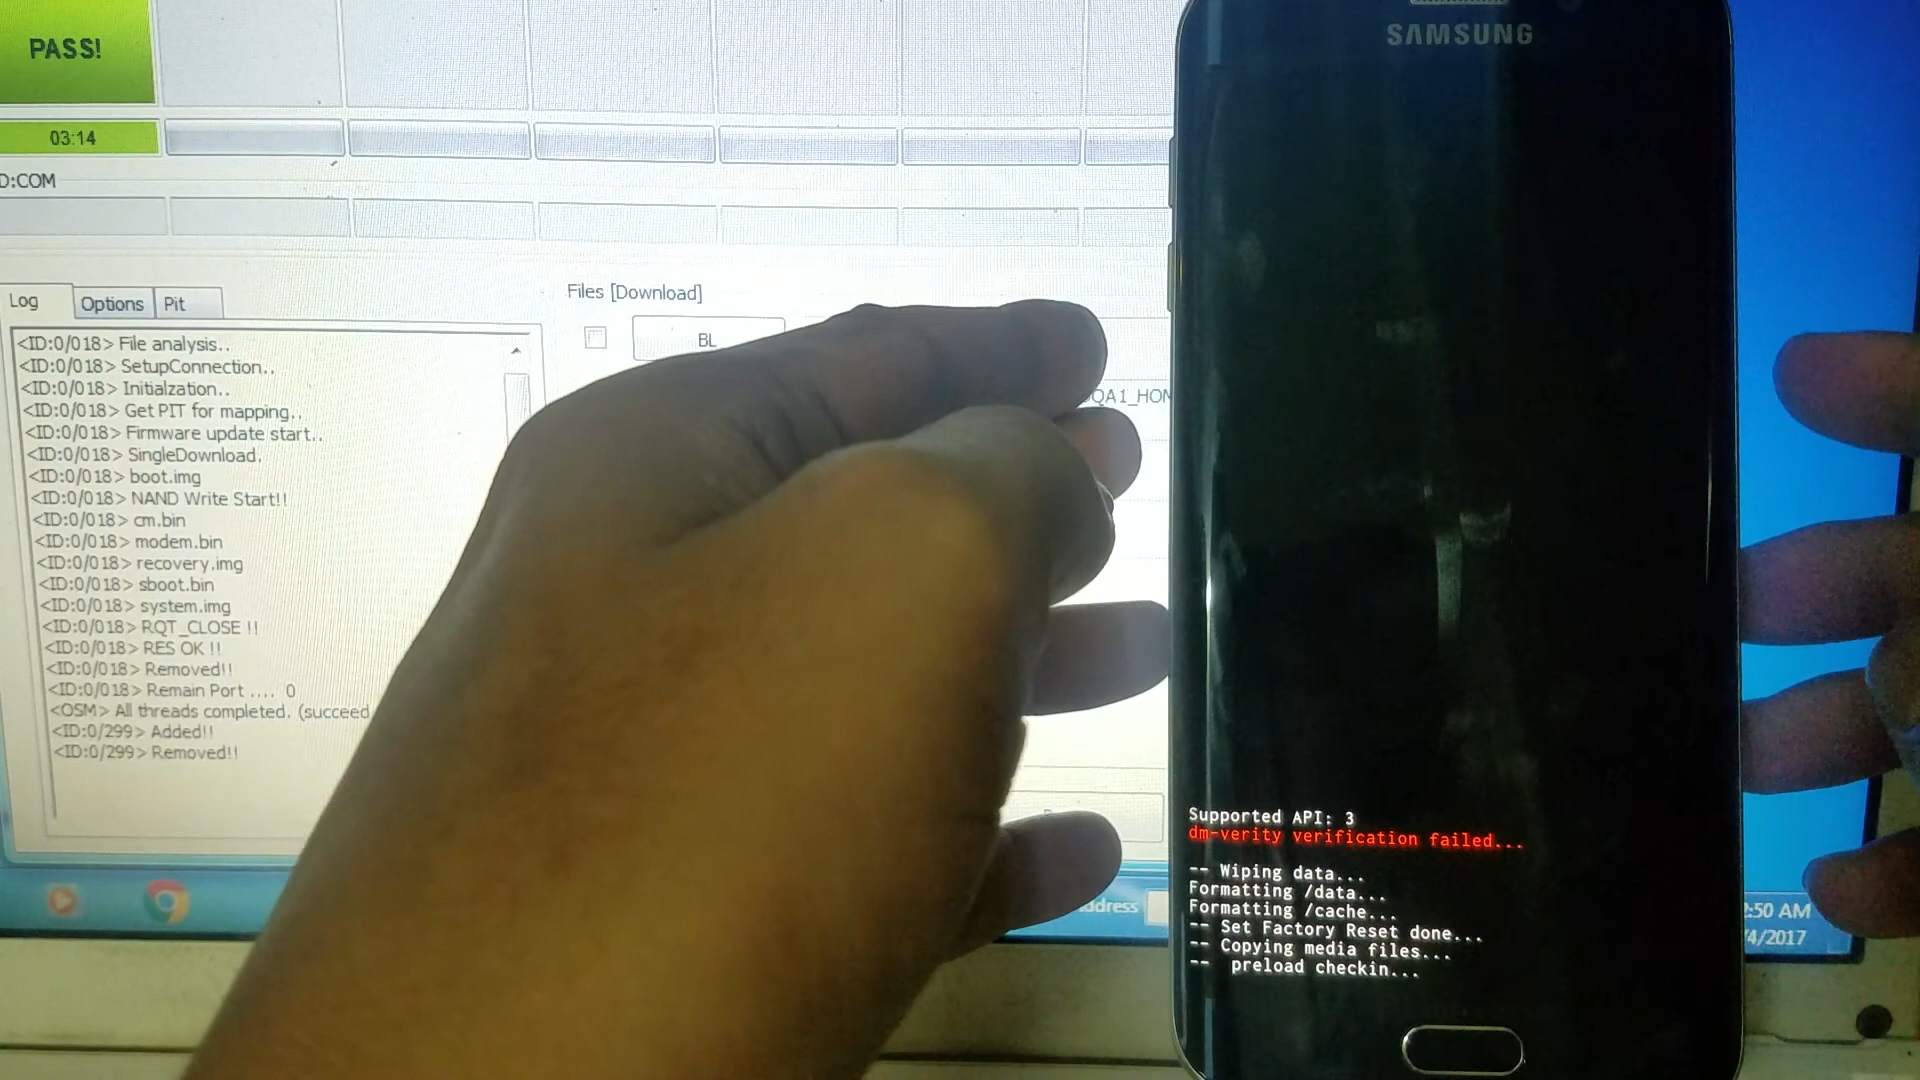 PASS!
03:14
D:COM
Log
Options
Pit
<ID:0/018> File analysis..
<ID:0/018> SetupConnection..
<ID:0/018> Initialzation..
<ID:0/018> Get PIT for mapping..
<ID:0/018> Firmware update start..
<ID:0/018> SingleDownload.
<ID:0/018> boot.img
<ID:0/018> NAND Write Start!!
<ID:0/018> cm.bin
<ID:0/018> modem.bin
<ID:0/018> recovery.img
<ID:0/018> sboot.bin
<ID:0/018> system.img
<ID:0/018> RQT_CLOSE !!
<ID:0/018> RES OK !!
<ID:0/018> Removed!!
<ID:0/018> Remain Port .... 0
<OSM> All threads completed. (succeed
<ID:0/299> Added!!
<ID:0/299> Removed!!
Files [Download]
BL
QA1_HOM
ddress
:50 AM
/4/2017
SAMSUNG
Supported API: 3
dm-verity verification failed...
-- Wiping data...
Formatting /data...
Formatting /cache...
-- Set Factory Reset done...
-- Copying media files...
-- preload checkin...